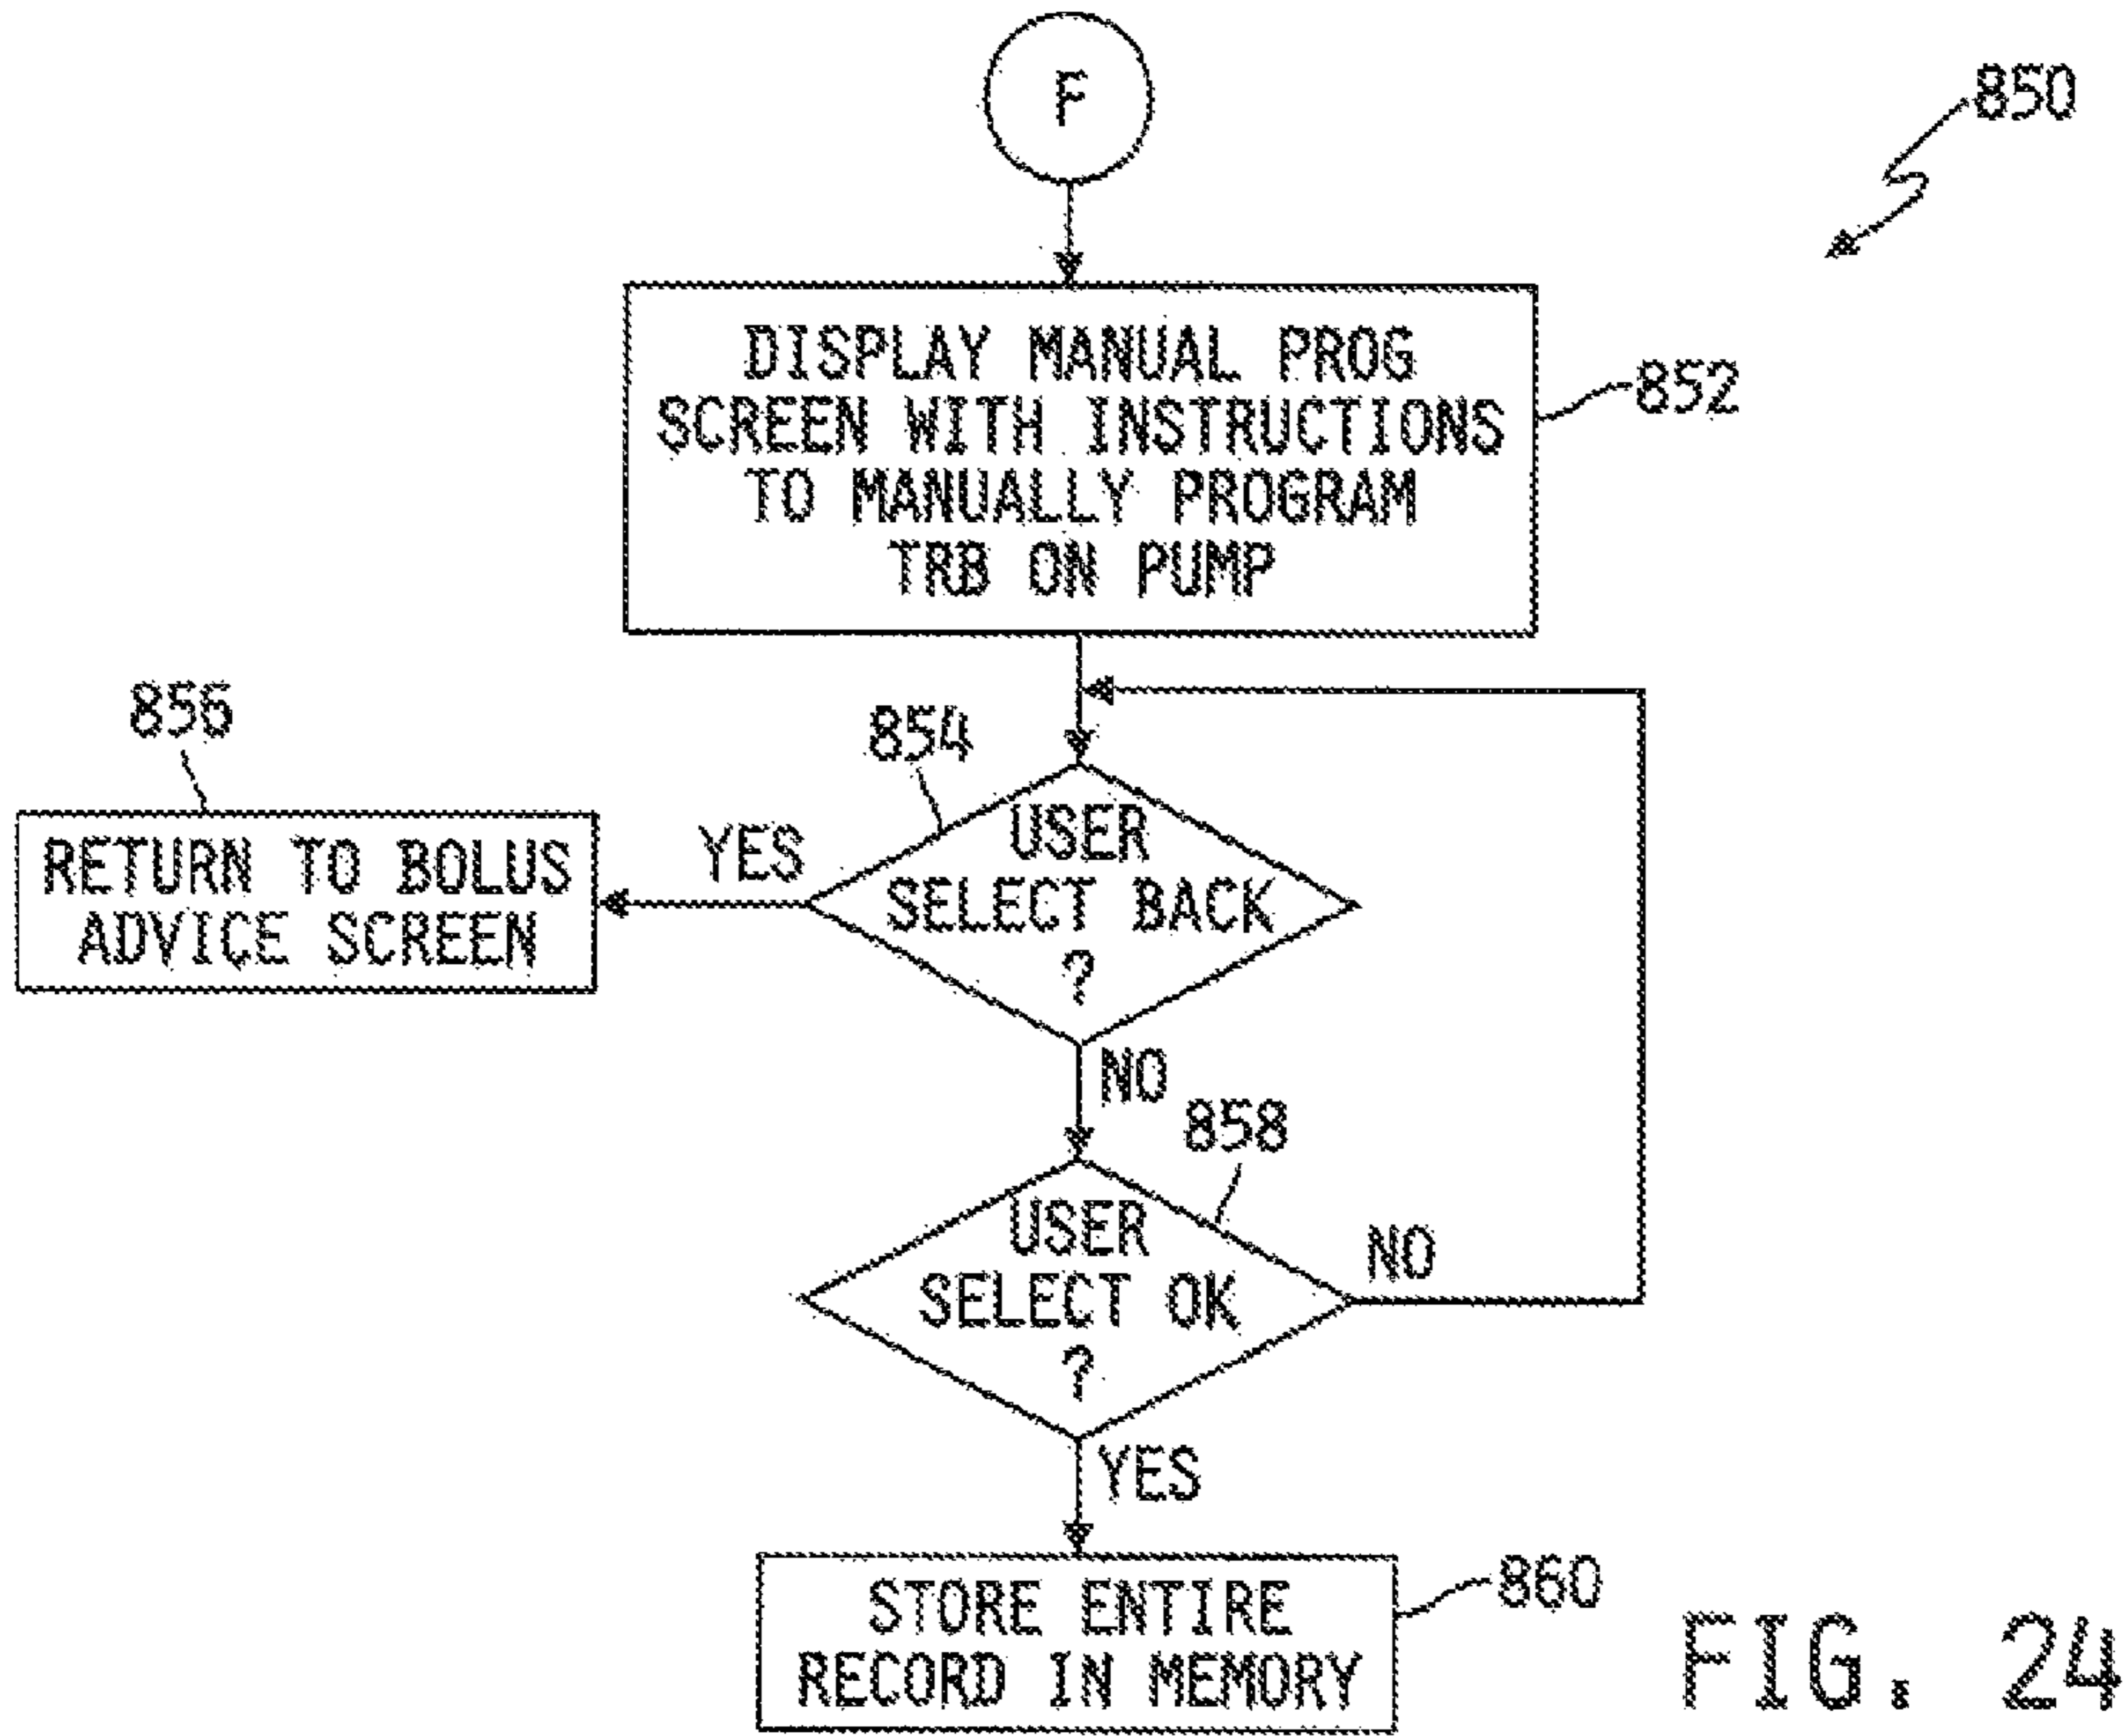 F
850
DISPLAY MANUAL PROG
SCREEN WITH INSTRUCTIONS
TO MANUALLY PROGRAM
TRB ON PUMP
852
856
854
RETURN TO BOLUS
ADVICE SCREEN
YES
USER
SELECT BACK
?
NO
858
USER
SELECT OK
?
NO
YES
STORE ENTIRE
RECORD IN MEMORY
860
FIG. 24